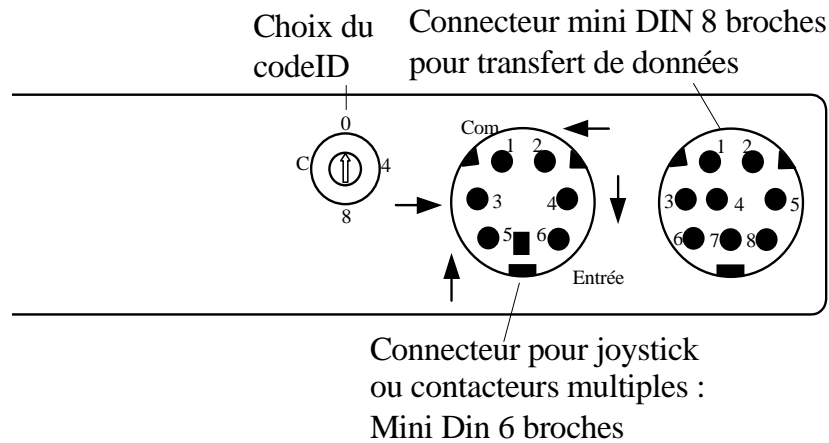 Choix du
codeID
Connecteur mini DIN 8 broches
pour transfert de données
0
C
4
8
Com
1 2
3 4
5 6
Entrée
1 2
3 4 5
6 7 8
Connecteur pour joystick
ou contacteurs multiples :
Mini Din 6 broches